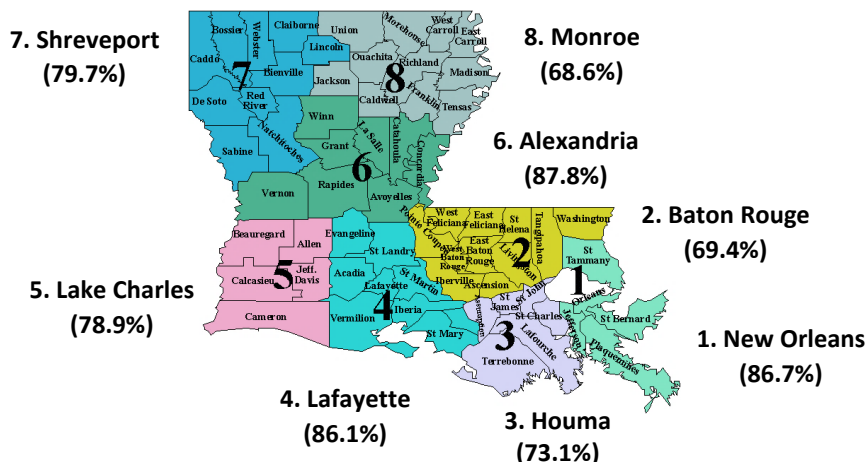 7. Shreveport
(79.7%)
8. Monroe
(68.6%)
6. Alexandria
(87.8%)
2. Baton Rouge
(69.4%)
1. New Orleans
(86.7%)
5. Lake Charles
(78.9%)
4. Lafayette
(86.1%)
3. Houma
(73.1%)
7
Caddo
Bossier
Webster
Claiborne
Lincoln
Bienville
De Soto
Red
River
Natchitoches
Sabine
8
Union
Morehouse
West
Carroll
East
Carroll
Ouachita
Richland
Jackson
Madison
Caldwell
Franklin
Tensas
6
Winn
La Salle
Catahoula
Concordia
Grant
Vernon
Rapides
Avoyelles
5
Beauregard
Allen
Calcasieu
Jeff.
Davis
Cameron
4
Evangeline
St Landry
Acadia
Lafayette
St Martin
Vermilion
Iberia
St Mary
2
Pointe Coupee
West
Feliciana
East
Feliciana
St
Helena
Tangipahoa
Washington
West
Baton
Rouge
East
Baton
Rouge
Livingston
Iberville
Ascension
3
Assumption
St
James
St John
St Charles
Lafourche
Terrebonne
1
St
Tammany
Orleans
Jefferson
St Bernard
Plaquemines